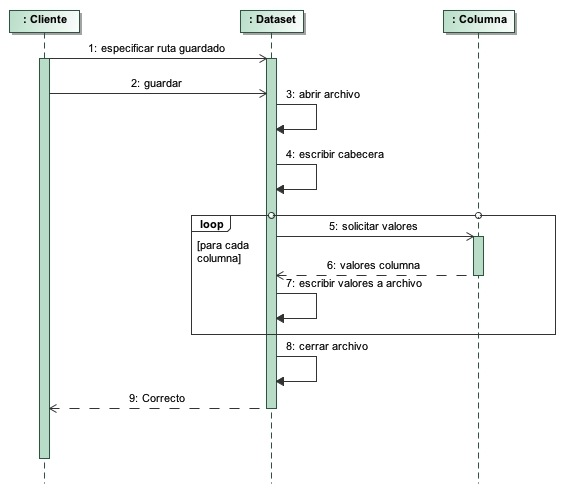 : Cliente
: Dataset
: Columna
1: especificar ruta guardado
2: guardar
3: abrir archivo
4: escribir cabecera
loop
[para cada
columna]
5: solicitar valores
6: valores columna
7: escribir valores a archivo
8: cerrar archivo
9: Correcto